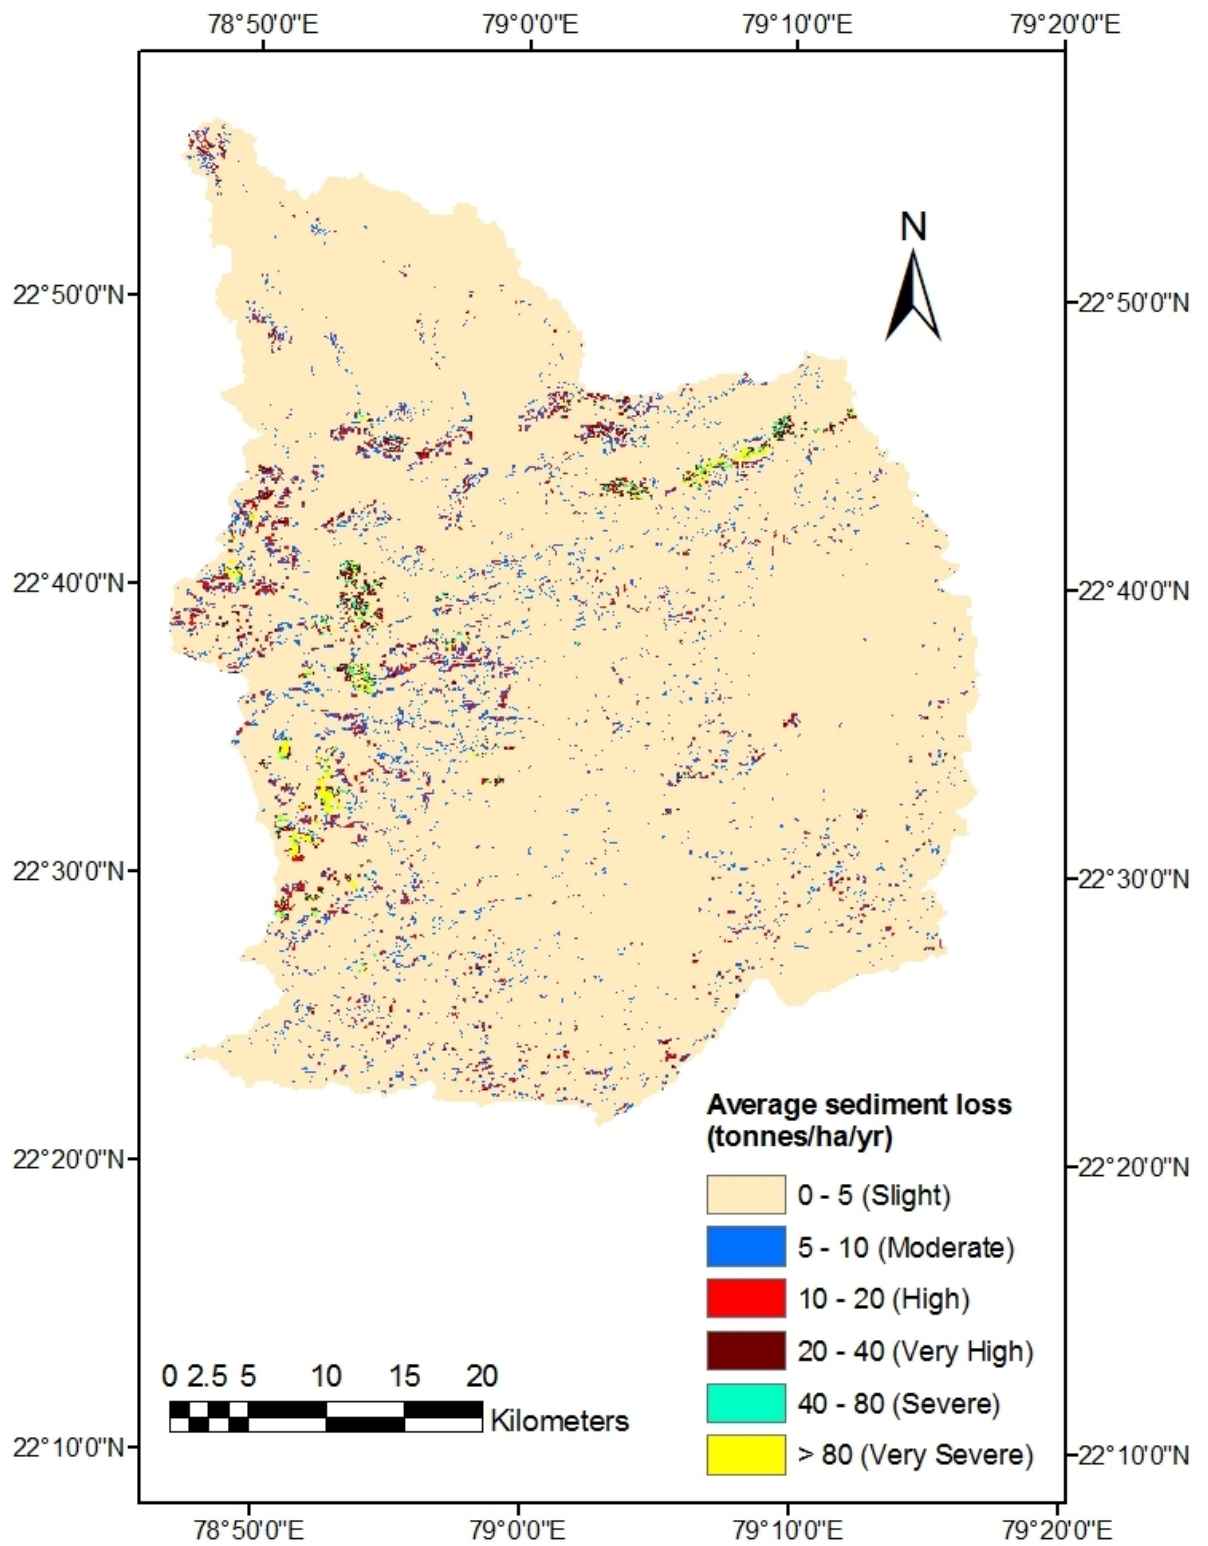 78°50'0"E 79°0'0"E 79°10'0"E 79°20'0"E
N
22°50'0"N 22°50'0"N
22°40'0"N 22°40'0"N
22°30'0"N 22°30'0"N
Average sediment loss
(tonnes/ha/yr)
22°20'0"N 22°20'0"N
0 - 5 (Slight)
5 - 10 (Moderate)
10 - 20 (High)
20 - 40 (Very High)
0 2.5 5 10 15 20
40 - 80 (Severe)
Kilometers
22°10'0"N > 80 (Very Severe) 22°10'0"N
78°50'0"E 79°0'0"E 79°10'0"E 79°20'0"E